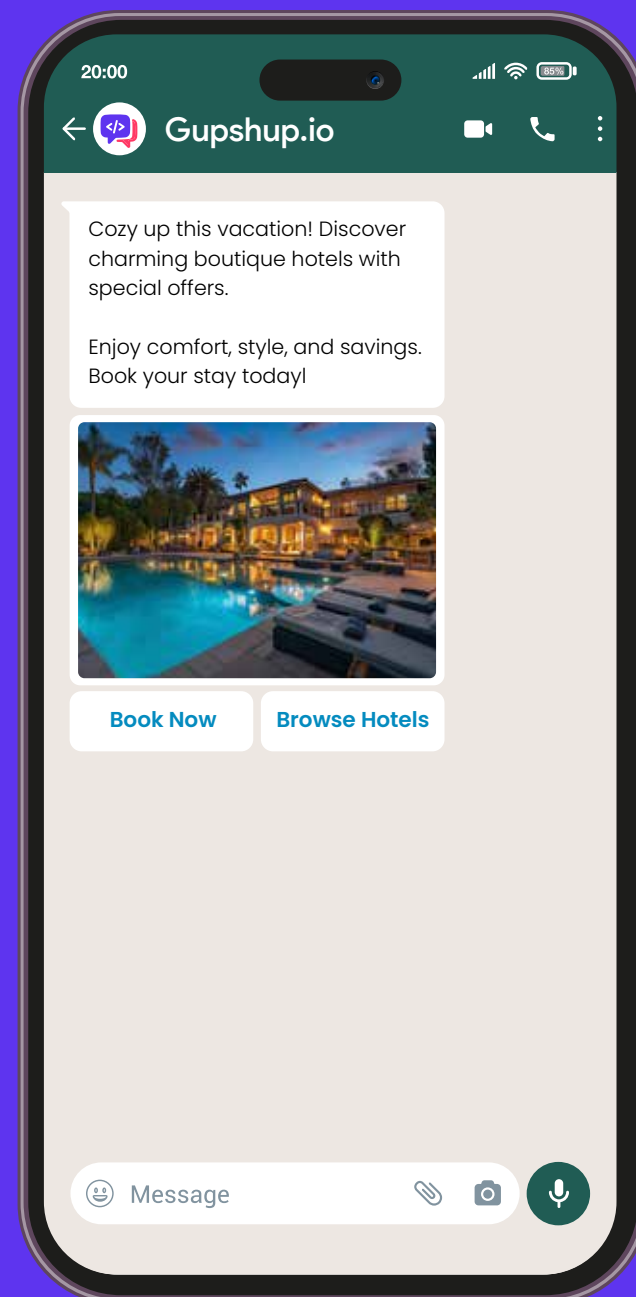 20:00
85%
</>
Gupshup.io
Cozy up this vacation! Discover
charming boutique hotels with
special offers.
Enjoy comfort, style, and savings.
Book your stay todayl
Book Now
Browse Hotels
Message